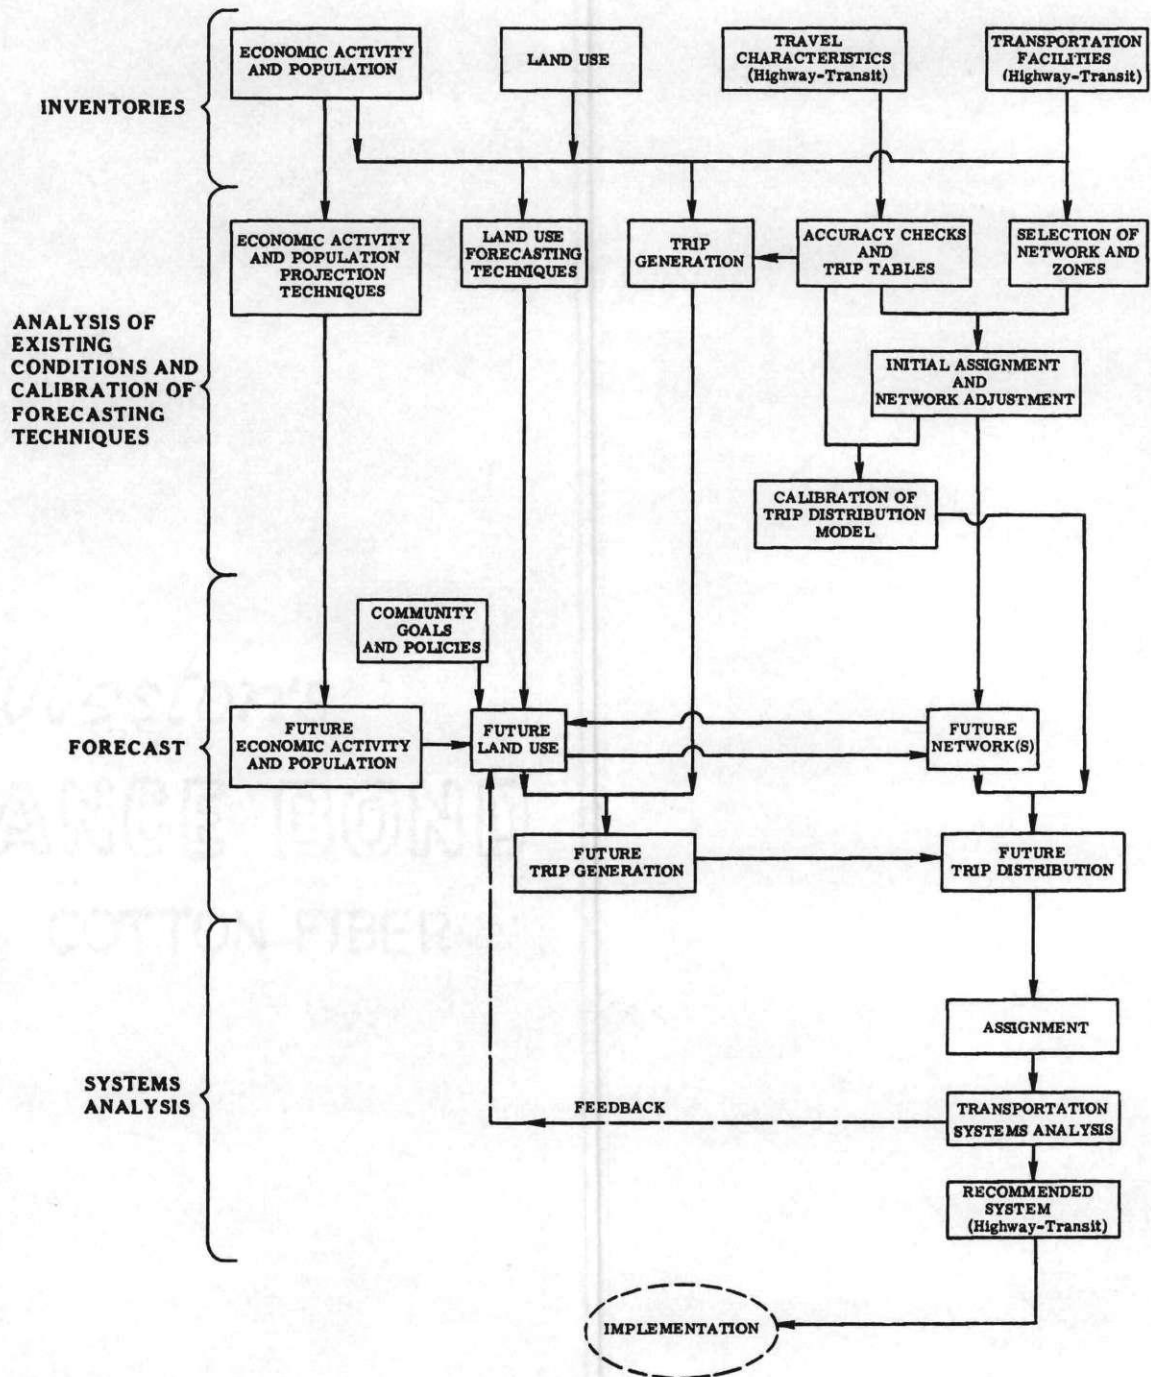 ECONOMIC ACTIVITY
AND POPULATION
LAND USE
TRAVEL
CHARACTERISTICS
(Highway-Transit)
TRANSPORTATION
FACILITIES
(Highway-Transit)
INVENTORIES
ECONOMIC ACTIVITY
AND POPULATION
PROJECTION
TECHNIQUES
LAND USE
FORECASTING
TECHNIQUES
TRIP
GENERATION
ACCURACY CHECKS
AND
TRIP TABLES
SELECTION OF
NETWORK AND
ZONES
ANALYSIS OF
EXISTING
CONDITIONS AND
CALIBRATION OF
FORECASTING
TECHNIQUES
INITIAL ASSIGNMENT
AND
NETWORK ADJUSTMENT
CALIBRATION OF
TRIP DISTRIBUTION
MODEL
COMMUNITY
GOALS
AND POLICIES
FORECAST
FUTURE
ECONOMIC ACTIVITY
AND POPULATION
FUTURE
LAND USE
FUTURE
NETWORK(S)
FUTURE
TRIP GENERATION
FUTURE
TRIP DISTRIBUTION
ASSIGNMENT
SYSTEMS
ANALYSIS
FEEDBACK
TRANSPORTATION
SYSTEMS ANALYSIS
RECOMMENDED
SYSTEM
(Highway-Transit)
IMPLEMENTATION
COTTON FIBER